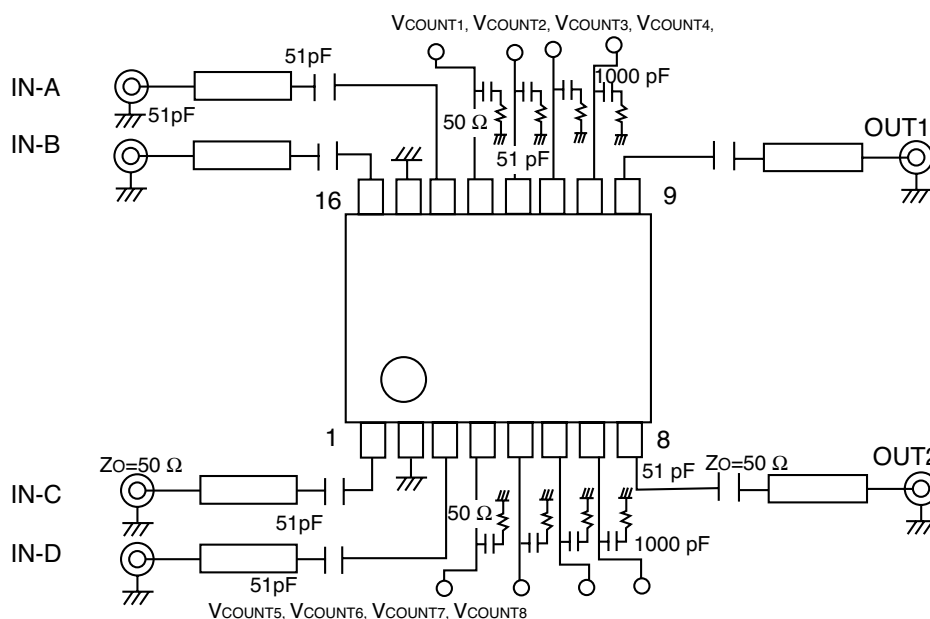 VCOUNT1, VCOUNT2, VCOUNT3, VCOUNT4,
51pF
IN-A
1000 pF
51pF
50 Ω
OUT1
IN-B
51 pF
16
9
1
8
ZO=50 Ω
51 pF
ZO=50 Ω
OUT2
IN-C
51pF
50 Ω
1000 pF
IN-D
51pF
VCOUNT5, VCOUNT6, VCOUNT7, VCOUNT8